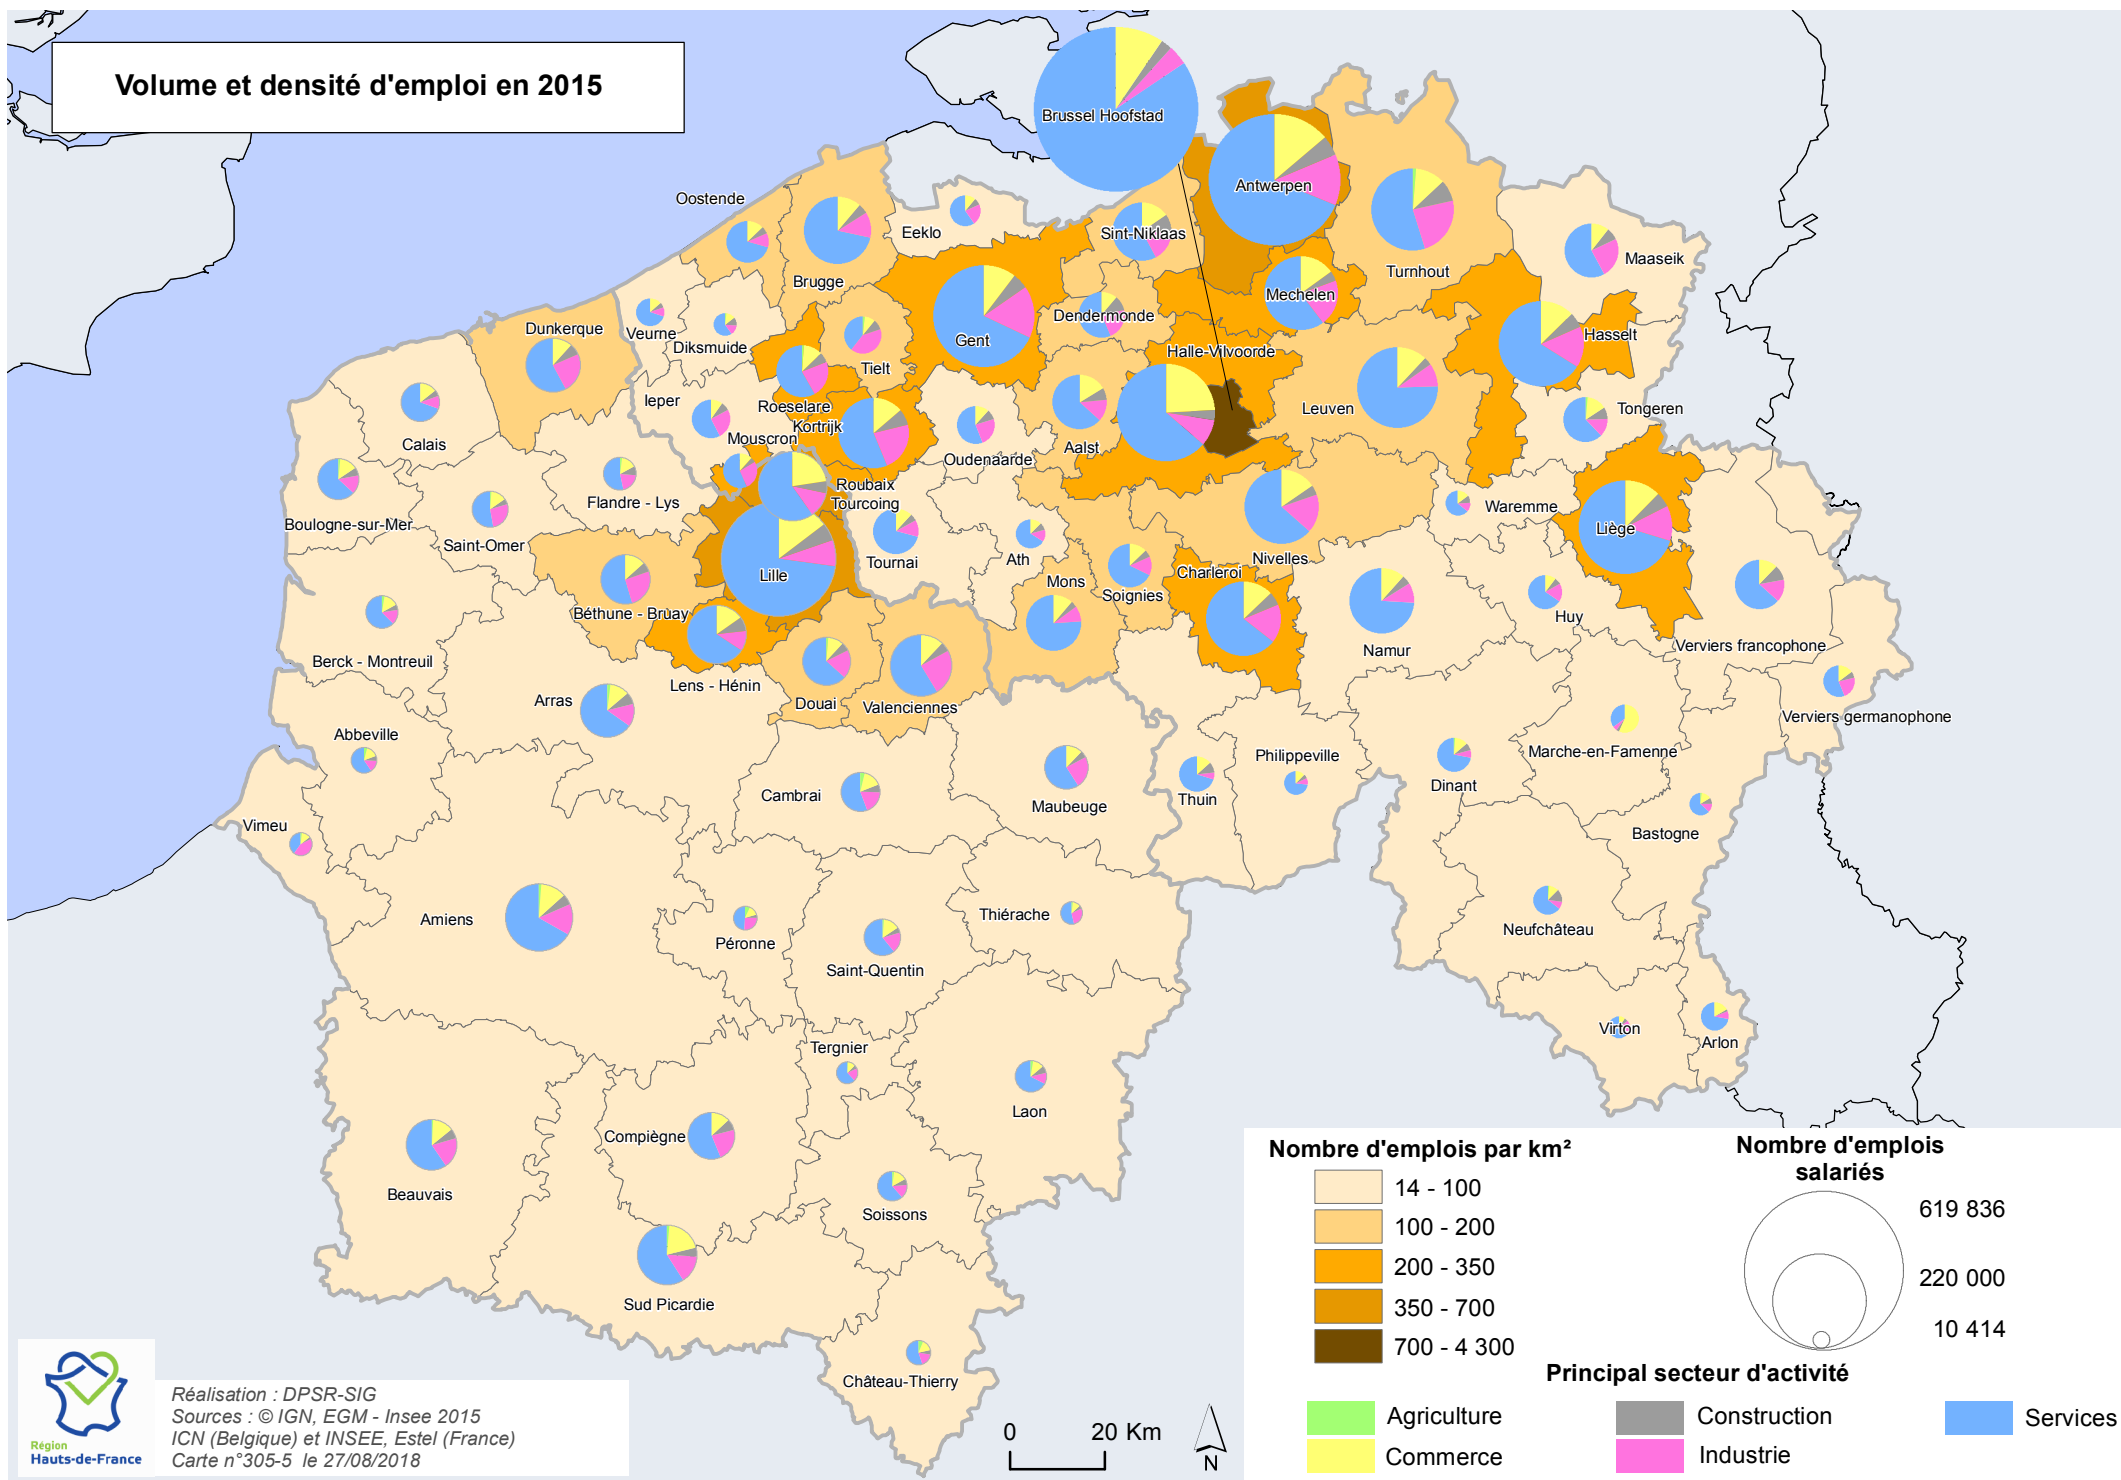 Volume et densité d'emploi en 2015
Brussel Hoofstad
Antwerpen
Oostende
Eeklo
Sint-Niklaas
Maaseik
Turnhout
Brugge
Mechelen
Dendermonde
Dunkerque
Veurne
Diksmuide
Gent
Hasselt
Halle-Vilvoorde
Tielt
Ieper
Roeselare
Leuven
Tongeren
Kortrijk
Mouscron
Calais
Aalst
Oudenaarde
Roubaix
Tourcoing
Flandre - Lys
Waremme
Boulogne-sur-Mer
Saint-Omer
Liège
Nivelles
Tournai
Ath
Lille
Charleroi
Mons
Soignies
Béthune - Bruay
Huy
Verviers francophone
Berck - Montreuil
Namur
Lens - Hénin
Arras
Douai
Valenciennes
Verviers germanophone
Abbeville
Marche-en-Famenne
Philippeville
Dinant
Cambrai
Maubeuge
Thuin
Vimeu
Bastogne
Amiens
Thiérache
Péronne
Neufchâteau
Saint-Quentin
Virton
Arlon
Tergnier
Laon
Compiègne
Beauvais
Soissons
Sud Picardie
Château-Thierry
Nombre d'emplois par km²
14 - 100
100 - 200
200 - 350
350 - 700
700 - 4 300
Nombre d'emplois
salariés
619 836
220 000
10 414
Principal secteur d'activité
Agriculture
Construction
Services
Commerce
Industrie
0
20 Km
N
Région
Hauts-de-France
Réalisation : DPSR-SIG
Sources : © IGN, EGM - Insee 2015
ICN (Belgique) et INSEE, Estel (France)
Carte n°305-5 le 27/08/2018